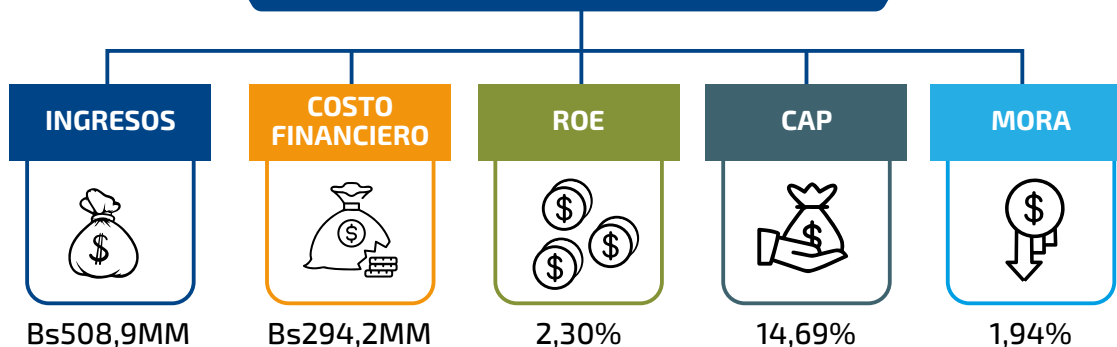 INGRESOS
COSTO
FINANCIERO
ROE
CAP
MORA
$
$
$
$
$
$
$
Bs508,9MM
Bs294,2MM
2,30%
14,69%
1,94%